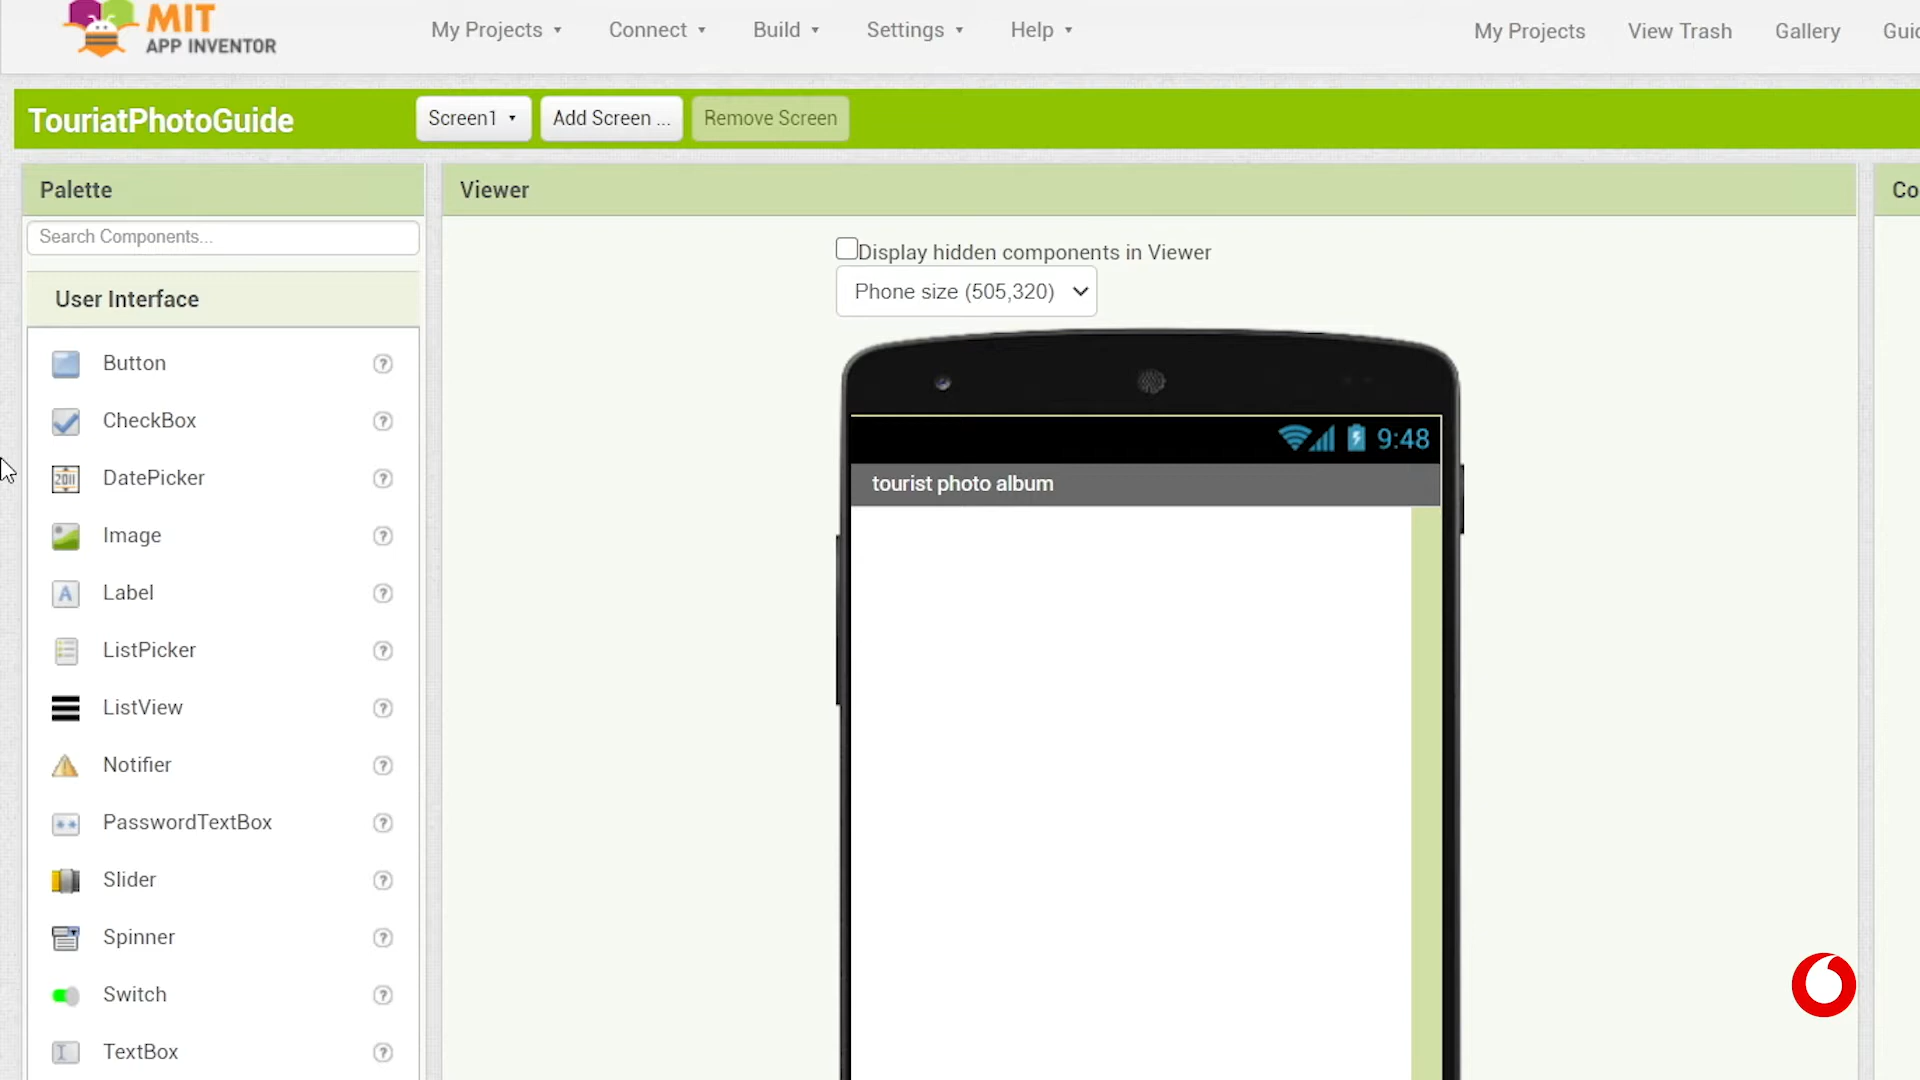 MIT
APP INVENTOR
My Projects
Connect
Build
Settings
Help
My Projects
View Trash
Gallery
TouriatPhotoGuide
Screen1
Add Screen ...
Remove Screen
Palette
Search Components...
User Interface
Button
CheckBox
2011
DatePicker
Image
A
Label
ListPicker
ListView
Notifier
PasswordTextBox
Slider
Spinner
Switch
TextBox
Viewer
Display hidden components in Viewer
Phone size (505,320)
9:48
tourist photo album